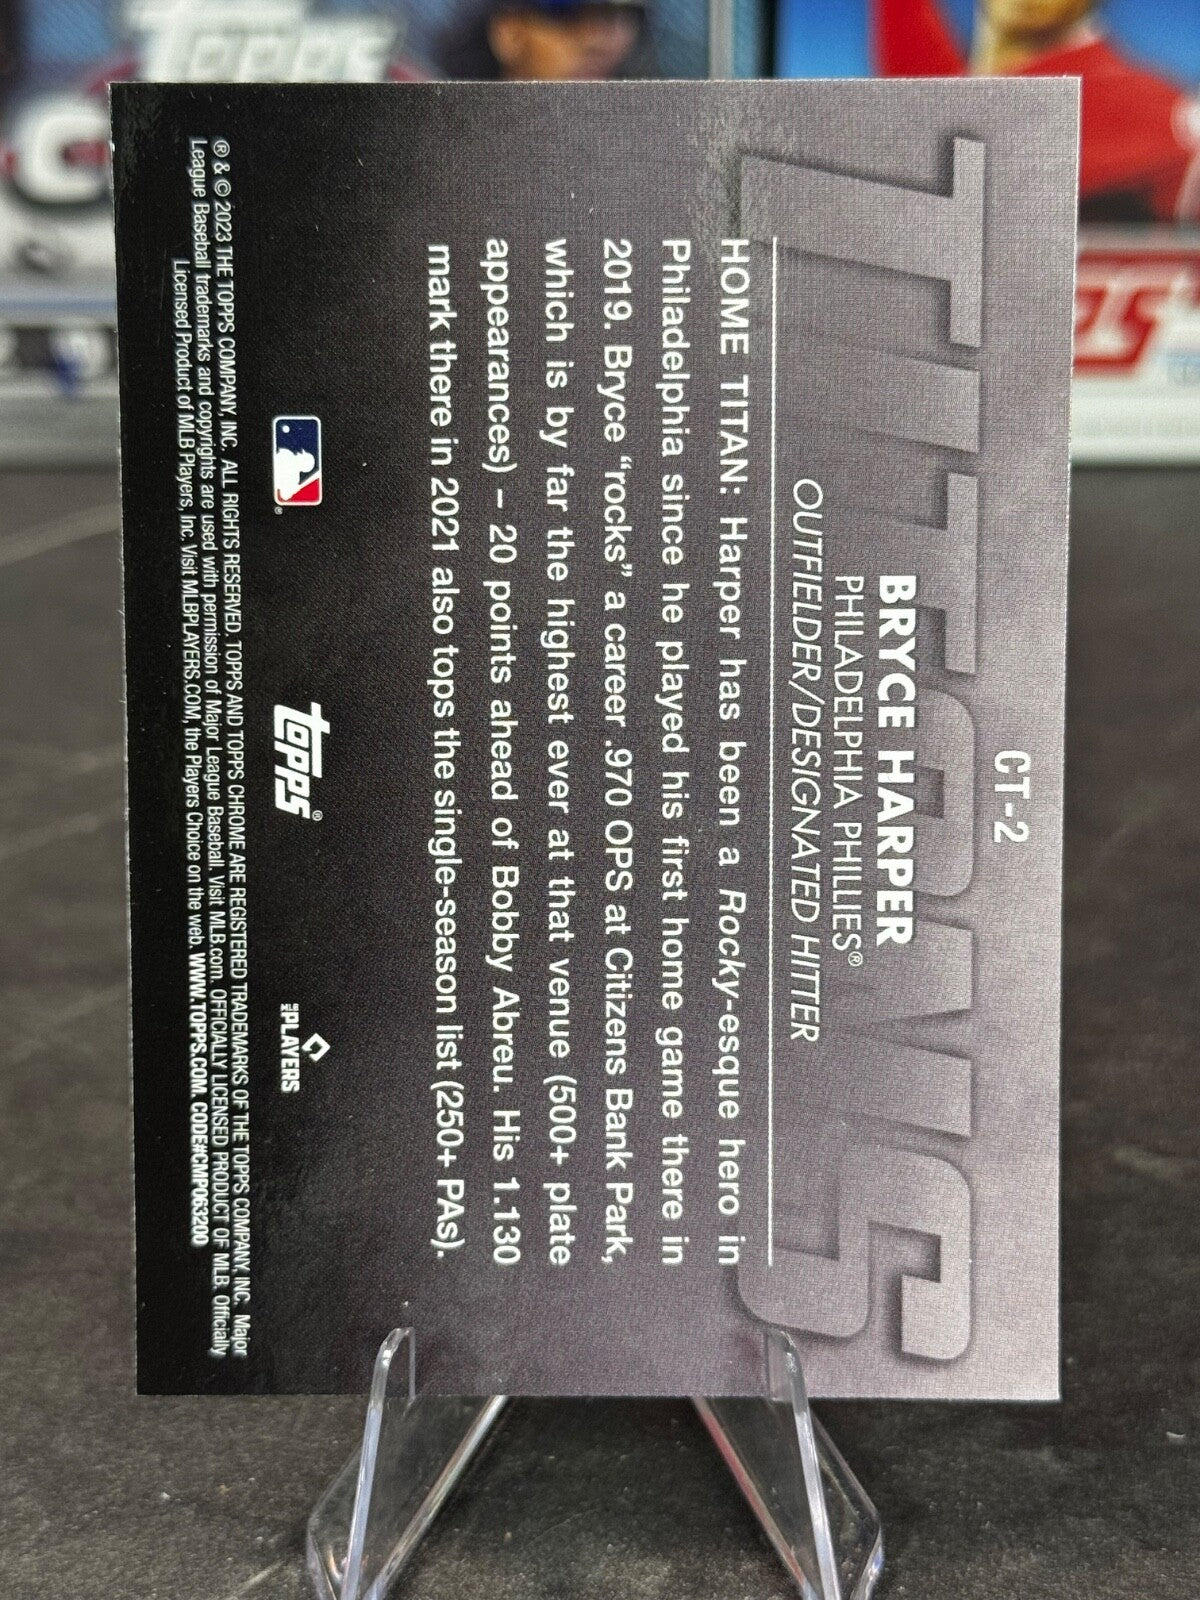 CT-2
TITANS
BRYCE HARPER
PHILADELPHIA PHILLIES®
OUTFIELDER/DESIGNATED HITTER
HOME TITAN: Harper has been a Rocky-esque hero in
Philadelphia since he played his first home game there in
2019. Bryce “rocks” a career .970 OPS at Citizens Bank Park,
which is by far the highest ever at that venue (500+ plate
appearances) – 20 points ahead of Bobby Abreu. His 1.130
mark there in 2021 also tops the single-season list (250+ PAs).
®
topps®
MLB PLAYERS
® & © 2023 THE TOPPS COMPANY, INC. ALL RIGHTS RESERVED. TOPPS AND TOPPS CHROME ARE REGISTERED TRADEMARKS OF THE TOPPS COMPANY, INC. Major
League Baseball trademarks and copyrights are used with permission of Major League Baseball. Visit MLB.com. OFFICIALLY LICENSED PRODUCT OF MLB. Officially
Licensed Product of MLB Players, Inc. Visit MLBPLAYERS.COM, the Players Choice on the web. WWW.TOPPS.COM. CODE#CMP063200
Topps